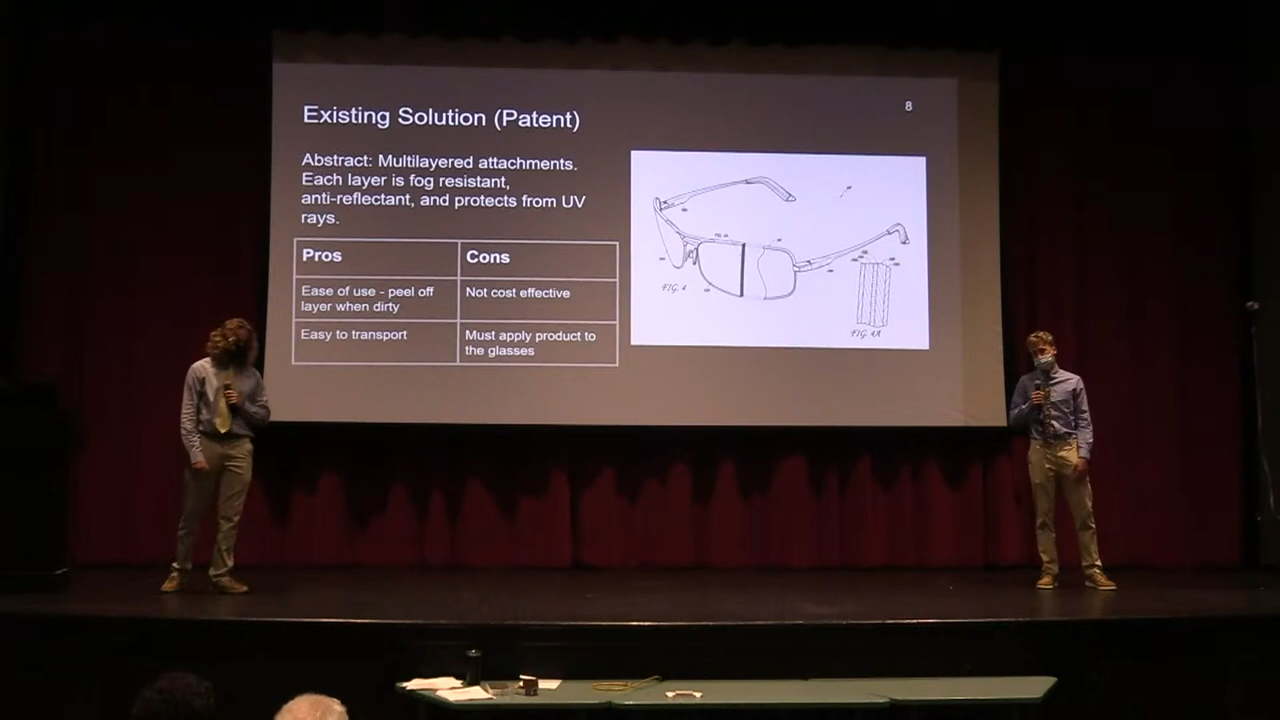 8
Existing Solution (Patent)
Abstract: Multilayered attachments.
Each layer is fog resistant,
anti-reflectant, and protects from UV
rays.
Pros
Cons
Ease of use - peel off
layer when dirty
Not cost effective
Easy to transport
Must apply product to
the glasses
FIG. 4
FIG. 4A